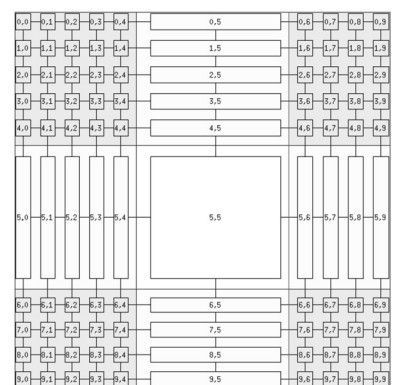 0,0 0,1 0,2 0,3 0,4 0,5 0,6 0,7 0,8 0,9
1,0 1,1 1,2 1,3 1,4 1,5 1,6 1,7 1,8 1,9
2,0 2,1 2,2 2,3 2,4 2,5 2,6 2,7 2,8 2,9
3,0 3,1 3,2 3,3 3,4 3,5 3,6 3,7 3,8 3,9
4,0 4,1 4,2 4,3 4,4 4,5 4,6 4,7 4,8 4,9
5,0 5,1 5,2 5,3 5,4 5,5 5,6 5,7 5,8 5,9
6,0 6,1 6,2 6,3 6,4 6,5 6,6 6,7 6,8 6,9
7,0 7,1 7,2 7,3 7,4 7,5 7,6 7,7 7,8 7,9
8,0 8,1 8,2 8,3 8,4 8,5 8,6 8,7 8,8 8,9
9,0 9,1 9,2 9,3 9,4 9,5 9,6 9,7 9,8 9,9